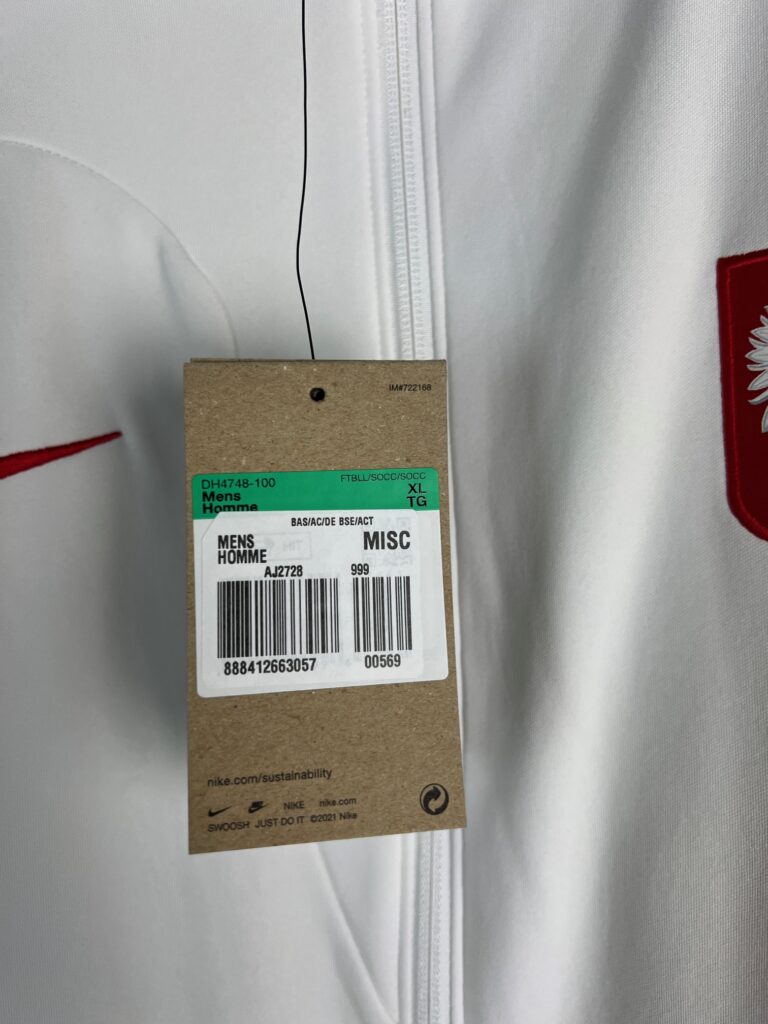 IM#722168
DH4748-100
FTBLL/SOCC/SOCC
Mens
XL
Homme
TG
BAS/AC/DE BSE/ACT
MENS
HOMME
MISC
AJ2728
999
888412663057
00569
nike.com/sustainability
NIKE nike.com
SWOOSH JUST DO IT ©2021 Nike